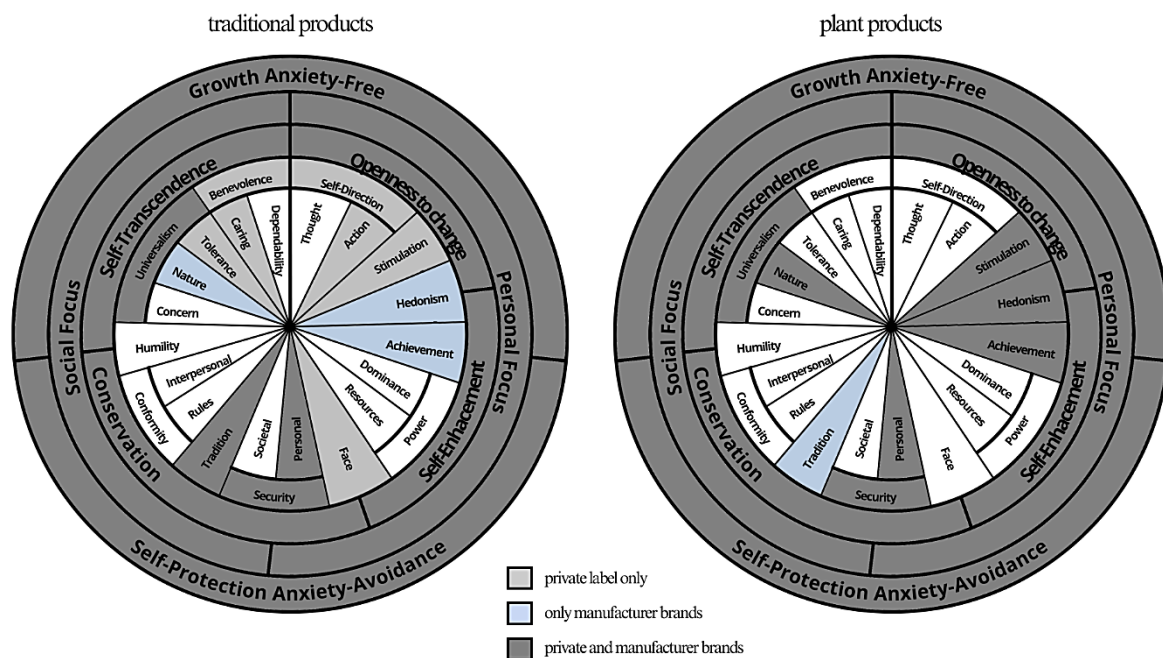 traditional products
Growth Anxiety-Free
Self-Transcendence
Openness to change
Social Focus
Personal Focus
Conservation
Self-Enhacement
Self-Protection Anxiety-Avoidance
Benevolence
Self-Direction
Universalism
Caring
Dependability
Thought
Action
Tolerance
Stimulation
Nature
Hedonism
Concern
Achievement
Humility
Interpersonal
Dominance
Rules
Resources
Conformity
Power
Tradition
Societal
Personal
Face
Security
plant products
Growth Anxiety-Free
Self-Transcendence
Openness to change
Social Focus
Personal Focus
Conservation
Self-Enhacement
Self-Protection Anxiety-Avoidance
Benevolence
Self-Direction
Universalism
Caring
Dependability
Thought
Action
Tolerance
Stimulation
Nature
Hedonism
Concern
Achievement
Humility
Interpersonal
Dominance
Rules
Resources
Conformity
Power
Tradition
Societal
Personal
Face
Security
private label only
only manufacturer brands
private and manufacturer brands